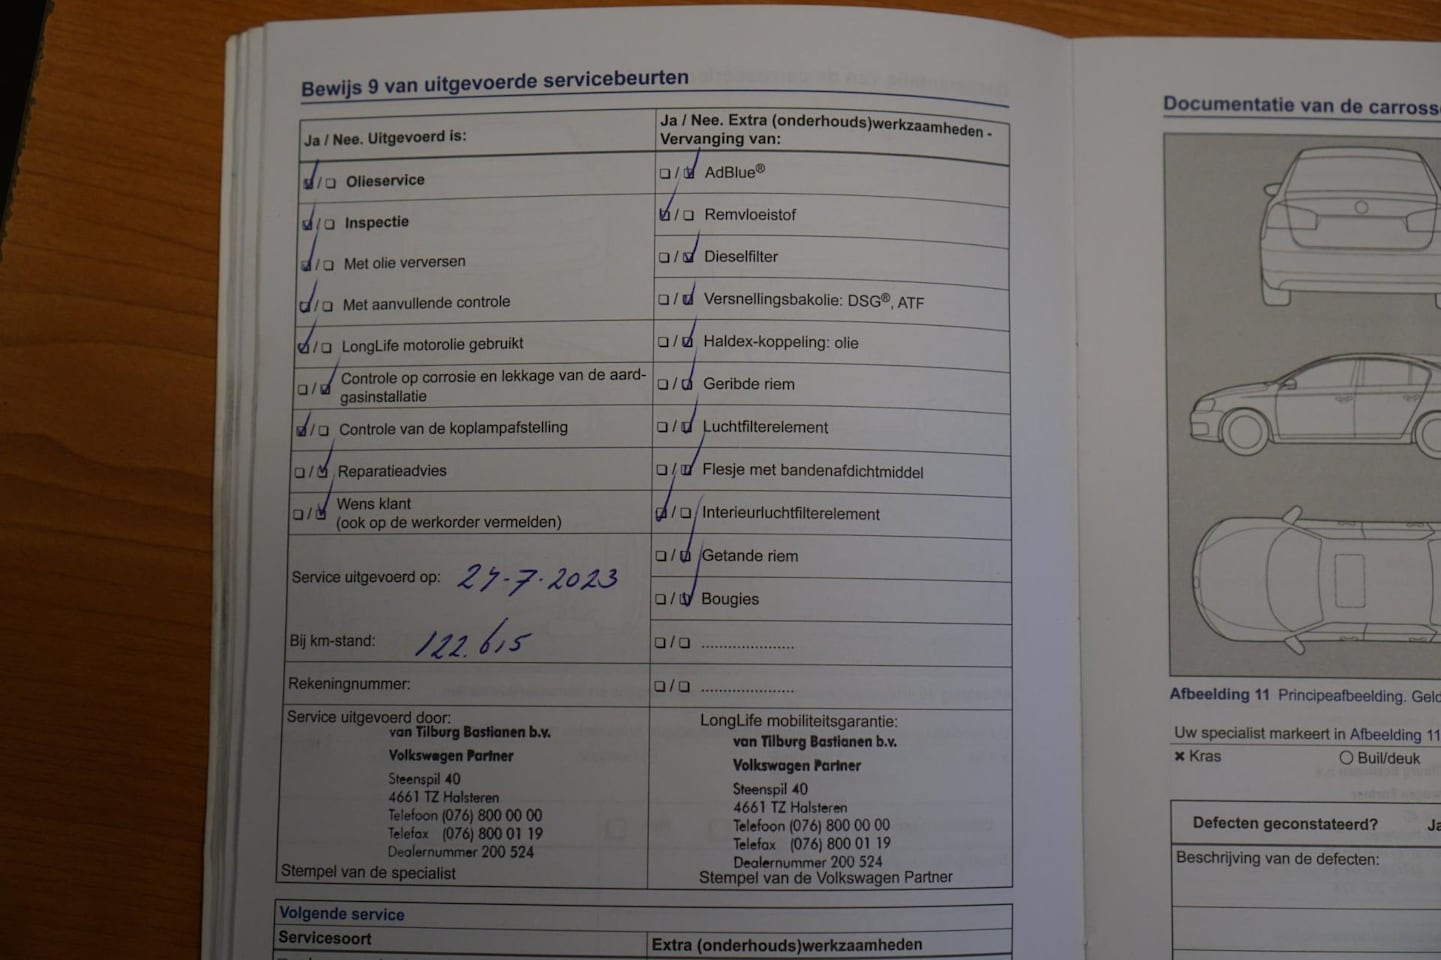 Bewijs 9 van uitgevoerde servicebeurten
Ja / Nee. Uitgevoerd is:
Olieservice
Inspectie
Met olie verversen
Met aanvullende controle
LongLife motorolie gebruikt
Controle op corrosie en lekkage van de aard-
gasinstallatie
Controle van de koplampafstelling
Reparatieadvies
Wens klant
(ook op de werkorder vermelden)
Service uitgevoerd op: 24-7-2023
Bij km-stand: 122.615
Rekeningnummer:
Service uitgevoerd door:
van Tilburg Bastianen b.v.
Volkswagen Partner
Steenspil 40
4661 TZ Halsteren
Telefoon (076) 800 00 00
Telefax (076) 800 01 19
Dealernummer 200 524
Stempel van de specialist
Ja / Nee. Extra (onderhouds)werkzaamheden -
Vervanging van:
AdBlue®
Remvloeistof
Dieselfilter
Versnellingsbakolie: DSG®, ATF
Haldex-koppeling: olie
Geribde riem
Luchtfilterelement
Flesje met bandenafdichtmiddel
Interieurluchtfilterelement
Getande riem
Bougies
LongLife mobiliteitsgarantie:
van Tilburg Bastianen b.v.
Volkswagen Partner
Steenspil 40
4661 TZ Halsteren
Telefoon (076) 800 00 00
Telefax (076) 800 01 19
Dealernummer 200 524
Stempel van de Volkswagen Partner
Volgende service
Servicesoort
Extra (onderhouds)werkzaamheden
Documentatie van de carross
Afbeelding 11 Principeafbeelding. Geld
Uw specialist markeert in Afbeelding 11
Kras
Buil/deuk
Defecten geconstateerd?
Ja
Beschrijving van de defecten: